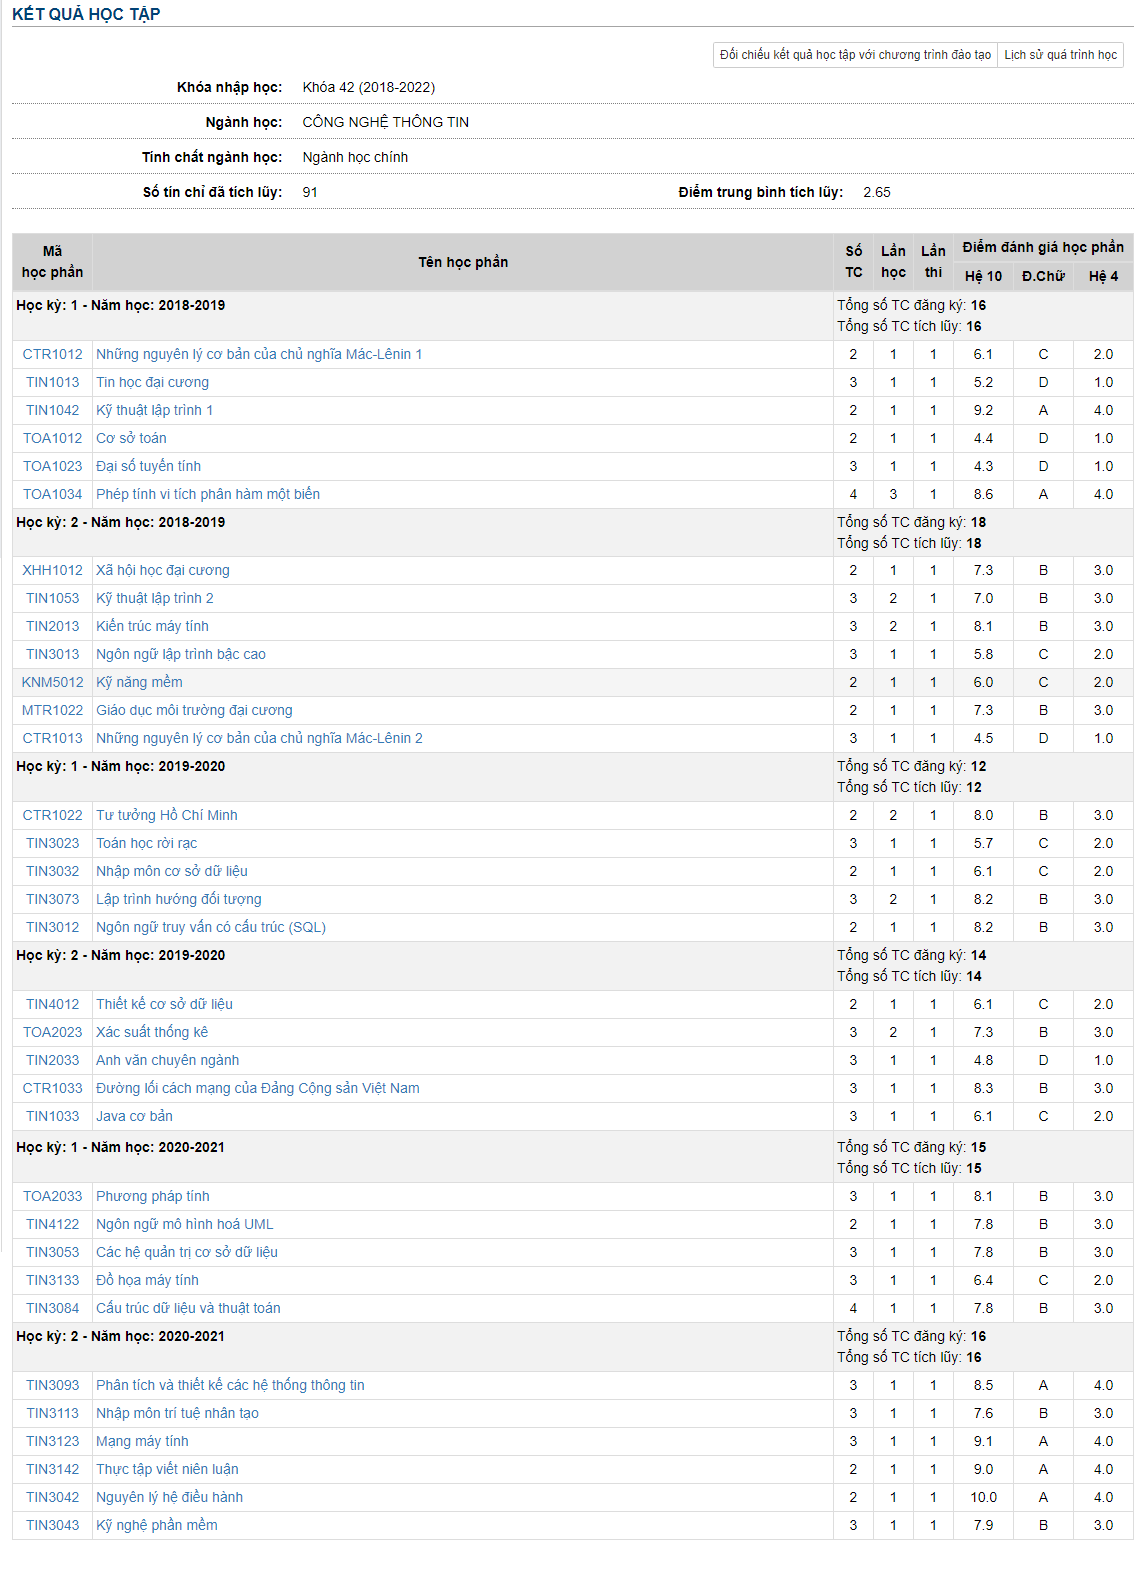 KẾT QUẢ HỌC TẬP
Đối chiếu kết quả học tập với chương trình đào tạo Lịch sử quá trình học
Khóa nhập học: Khóa 42 (2018-2022)
Ngành học: CÔNG NGHỆ THÔNG TIN
Tính chất ngành học: Ngành học chính
Số tín chỉ đã tích lũy: 91 Điểm trung bình tích lũy: 2.65
Mã học phần Tên học phần Số TC Lần học Lần thi Điểm đánh giá học phần
Hệ 10 Đ.Chữ Hệ 4
Học kỳ: 1 - Năm học: 2018-2019 Tổng số TC đăng ký: 16
Tổng số TC tích lũy: 16
CTR1012 Những nguyên lý cơ bản của chủ nghĩa Mác-Lênin 1 2 1 1 6.1 C 2.0
TIN1013 Tin học đại cương 3 1 1 5.2 D 1.0
TIN1042 Kỹ thuật lập trình 1 2 1 1 9.2 A 4.0
TOA1012 Cơ sở toán 2 1 1 4.4 D 1.0
TOA1023 Đại số tuyến tính 3 1 1 4.3 D 1.0
TOA1034 Phép tính vi tích phân hàm một biến 4 3 1 8.6 A 4.0
Học kỳ: 2 - Năm học: 2018-2019 Tổng số TC đăng ký: 18
Tổng số TC tích lũy: 18
XHH1012 Xã hội học đại cương 2 1 1 7.3 B 3.0
TIN1053 Kỹ thuật lập trình 2 3 2 1 7.0 B 3.0
TIN2013 Kiến trúc máy tính 3 2 1 8.1 B 3.0
TIN3013 Ngôn ngữ lập trình bậc cao 3 1 1 5.8 C 2.0
KNM5012 Kỹ năng mềm 2 1 1 6.0 C 2.0
MTR1022 Giáo dục môi trường đại cương 2 1 1 7.3 B 3.0
CTR1013 Những nguyên lý cơ bản của chủ nghĩa Mác-Lênin 2 3 1 1 4.5 D 1.0
Học kỳ: 1 - Năm học: 2019-2020 Tổng số TC đăng ký: 12
Tổng số TC tích lũy: 12
CTR1022 Tư tưởng Hồ Chí Minh 2 2 1 8.0 B 3.0
TIN3023 Toán học rời rạc 3 1 1 5.7 C 2.0
TIN3032 Nhập môn cơ sở dữ liệu 2 1 1 6.1 C 2.0
TIN3073 Lập trình hướng đối tượng 3 2 1 8.2 B 3.0
TIN3012 Ngôn ngữ truy vấn có cấu trúc (SQL) 2 1 1 8.2 B 3.0
Học kỳ: 2 - Năm học: 2019-2020 Tổng số TC đăng ký: 14
Tổng số TC tích lũy: 14
TIN4012 Thiết kế cơ sở dữ liệu 2 1 1 6.1 C 2.0
TOA2023 Xác suất thống kê 3 2 1 7.3 B 3.0
TIN2033 Anh văn chuyên ngành 3 1 1 4.8 D 1.0
CTR1033 Đường lối cách mạng của Đảng Cộng sản Việt Nam 3 1 1 8.3 B 3.0
TIN1033 Java cơ bản 3 1 1 6.1 C 2.0
Học kỳ: 1 - Năm học: 2020-2021 Tổng số TC đăng ký: 15
Tổng số TC tích lũy: 15
TOA2033 Phương pháp tính 3 1 1 8.1 B 3.0
TIN4122 Ngôn ngữ mô hình hoá UML 2 1 1 7.8 B 3.0
TIN3053 Các hệ quản trị cơ sở dữ liệu 3 1 1 7.8 B 3.0
TIN3133 Đồ họa máy tính 3 1 1 6.4 C 2.0
TIN3084 Cấu trúc dữ liệu và thuật toán 4 1 1 7.8 B 3.0
Học kỳ: 2 - Năm học: 2020-2021 Tổng số TC đăng ký: 16
Tổng số TC tích lũy: 16
TIN3093 Phân tích và thiết kế các hệ thống thông tin 3 1 1 8.5 A 4.0
TIN3113 Nhập môn trí tuệ nhân tạo 3 1 1 7.6 B 3.0
TIN3123 Mạng máy tính 3 1 1 9.1 A 4.0
TIN3142 Thực tập viết niên luận 2 1 1 9.0 A 4.0
TIN3042 Nguyên lý hệ điều hành 2 1 1 10.0 A 4.0
TIN3043 Kỹ nghệ phần mềm 3 1 1 7.9 B 3.0